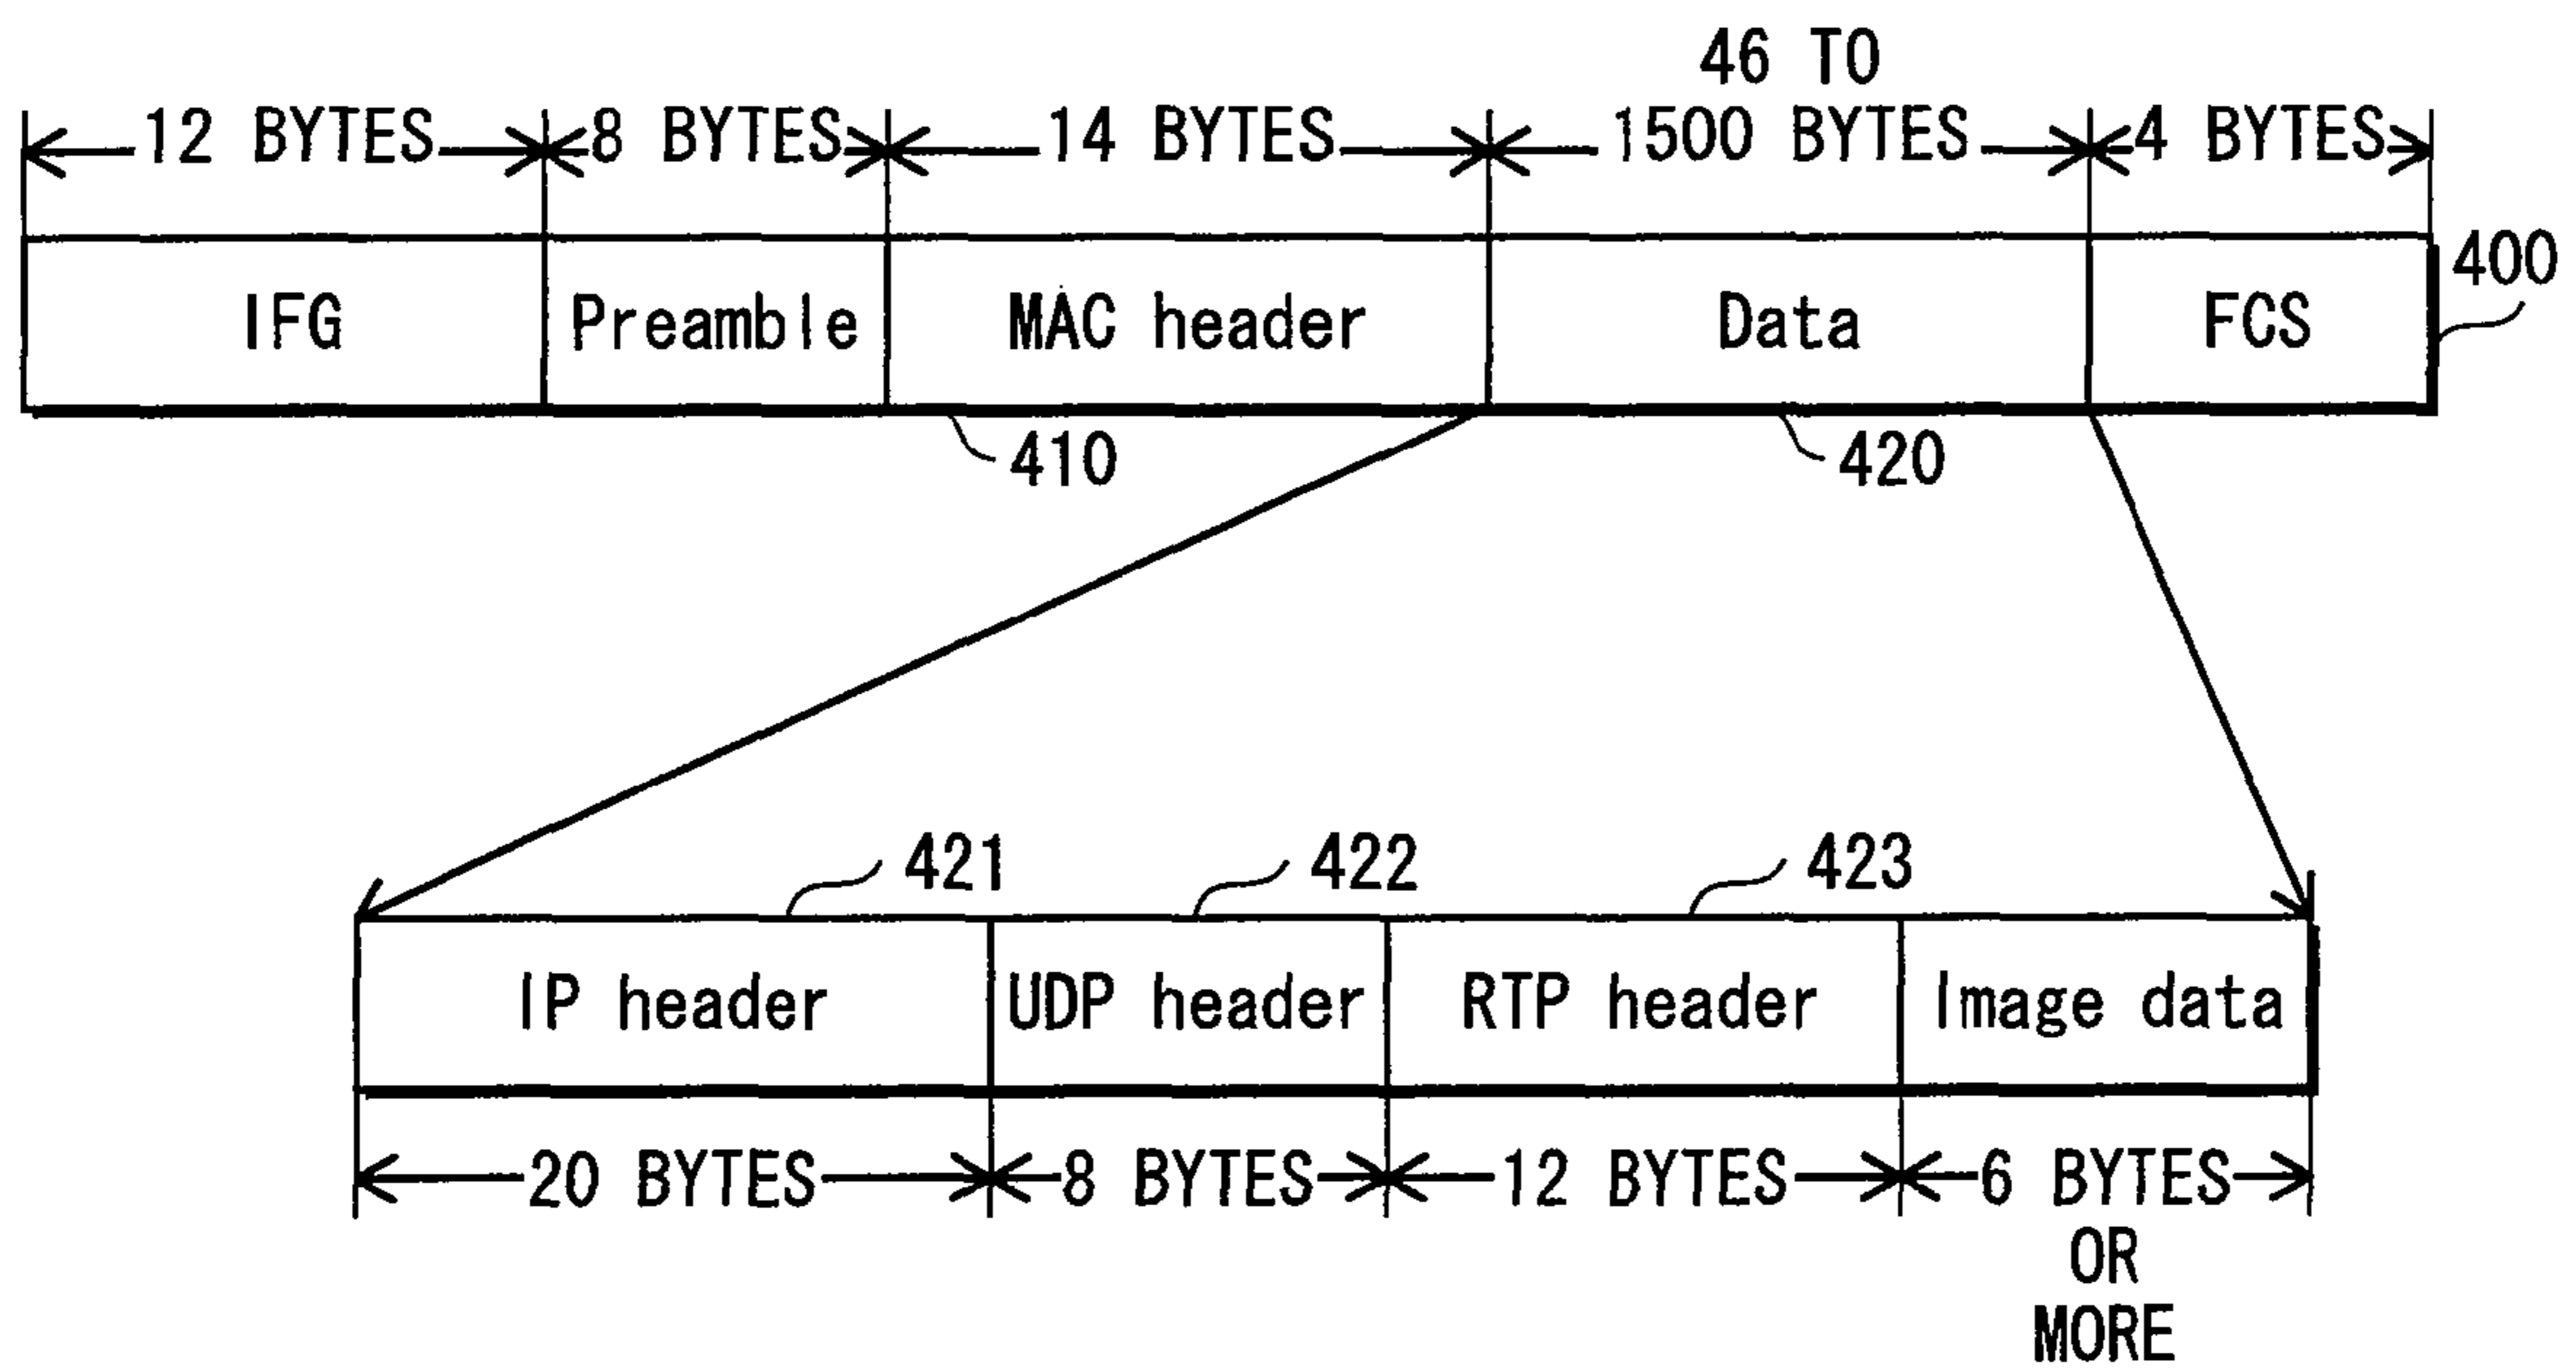 46 TO
12 BYTES 8 BYTES 14 BYTES 1500 BYTES 4 BYTES
IFG Preamble MAC header Data FCS
400
410 420
421 422 423
IP header UDP header RTP header Image data
20 BYTES 8 BYTES 12 BYTES 6 BYTES
OR
MORE